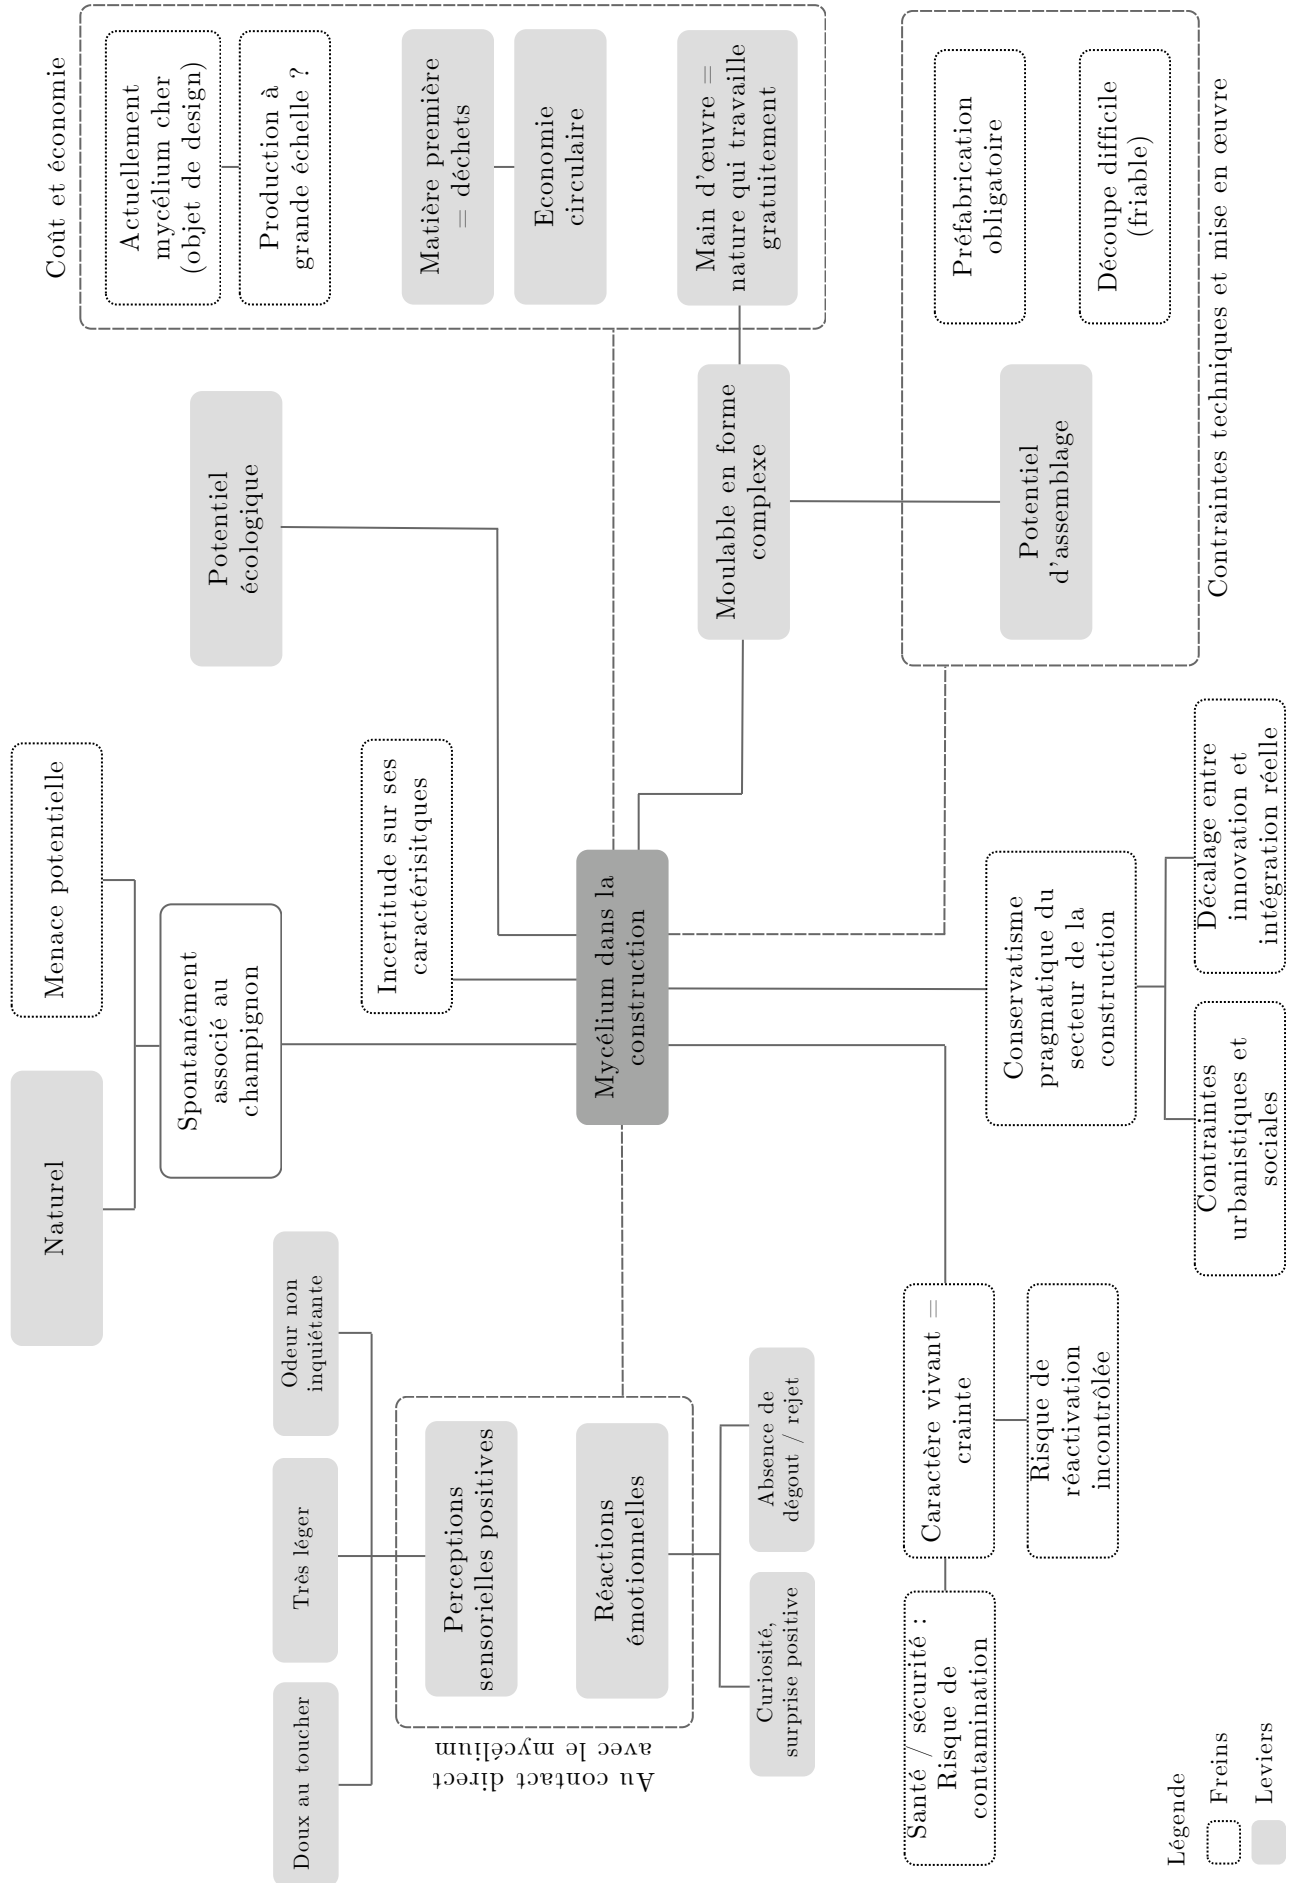 Coût et économie
Actuellement
mycélium cher
(objet de design)
Production à
grande échelle ?
Matière première
= déchets
Economie
circulaire
Main d'œuvre =
nature qui travaille
gratuitement
Potentiel
écologique
Moulable en forme
complexe
Préfabrication
obligatoire
Découpe difficile
(friable)
Potentiel
d'assemblage
Contraintes techniques et mise en œuvre
Menace potentielle
Naturel
Spontanément
associé au
champignon
Incertitude sur ses
caractérisitques
Mycélium dans la
construction
Conservatisme
pragmatique du
secteur de la
construction
Décalage entre
innovation et
intégration réelle
Contraintes
urbanistiques et
sociales
Odeur non
inquiétante
Très léger
Doux au toucher
Perceptions
sensorielles positives
Réactions
émotionnelles
Au contact direct
avec le mycélium
Absence de
dégout / rejet
Curiosité,
surprise positive
Caractère vivant =
crainte
Risque de
réactivation
incontrôlée
Santé / sécurité :
Risque de
contamination
Légende
Freins
Leviers